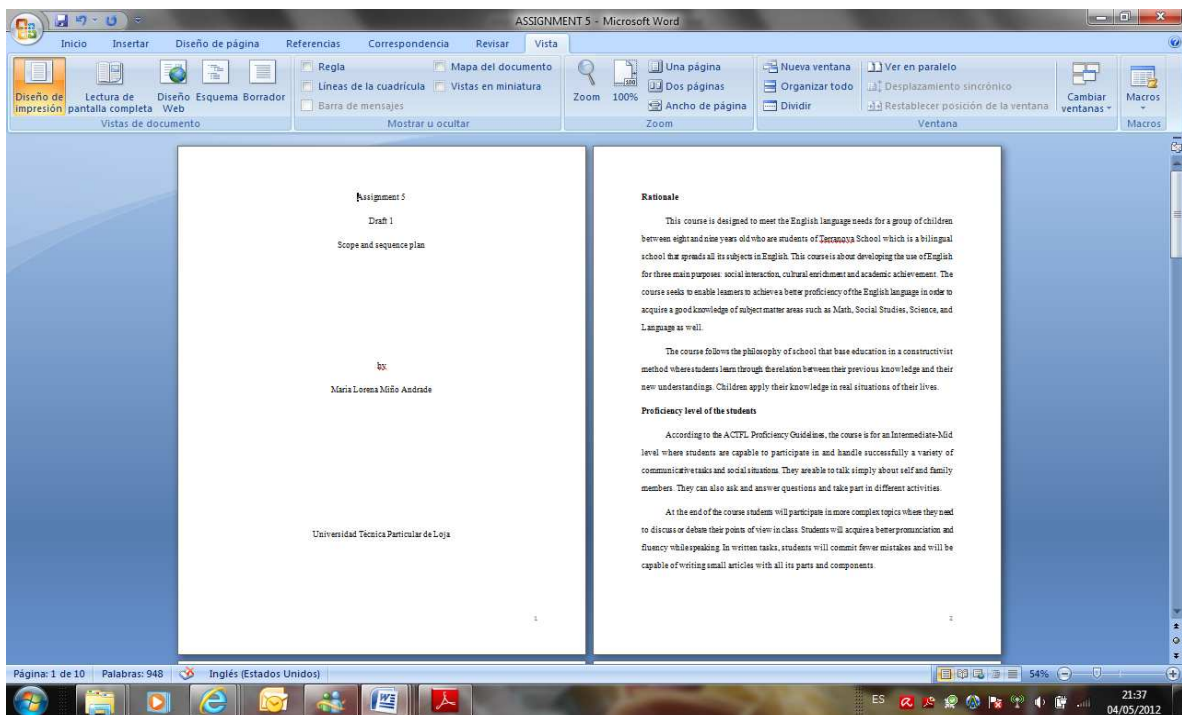 ASSIGNMENT 5 - Microsoft Word
Inicio Insertar Diseño de página Referencias Correspondencia Revisar Vista
Diseño de impresión
Lectura de pantalla completa
Diseño Web
Esquema
Borrador
Vistas de documento
Regla
Líneas de la cuadrícula
Barra de mensajes
Mapa del documento
Vistas en miniatura
Mostrar u ocultar
Zoom
100%
Una página
Dos páginas
Ancho de página
Zoom
Nueva ventana
Organizar todo
Dividir
Ver en paralelo
Desplazamiento sincrónico
Restablecer posición de la ventana
Cambiar ventanas
Ventana
Macros
Macros
Assignment 5
Draft 1
Scope and sequence plan
by
Maria Lorena Miño Andrade
Universidad Técnica Particular de Loja
1
Rationale
This course is designed to meet the English language needs for a group of children
between eight and nine years old who are students of Terranova School which is a bilingual
school that spreads all its subjects in English. This course is about developing the use of English
for three main purposes: social interaction, cultural enrichment and academic achievement. The
course seeks to enable learners to achieve a better proficiency of the English language in order to
acquire a good knowledge of subject matter areas such as Math, Social Studies, Science, and
Language as well.
The course follows the philosophy of school that base education in a constructivist
method where students learn through the relation between their previous knowledge and their
new understandings. Children apply their knowledge in real situations of their lives.
Proficiency level of the students
According to the ACTFL Proficiency Guidelines, the course is for an Intermediate-Mid
level where students are capable to participate in and handle successfully a variety of
communicative tasks and social situations. They are able to talk simply about self and family
members. They can also ask and answer questions and take part in different activities.
At the end of the course students will participate in more complex topics where they need
to discuss or debate their points of view in class. Students will acquire a better pronunciation and
fluency while speaking. In written tasks, students will commit fewer mistakes and will be
capable of writing small articles with all its parts and components.
2
Página: 1 de 10 Palabras: 948 Inglés (Estados Unidos) 54%
ES 21:37
04/05/2012